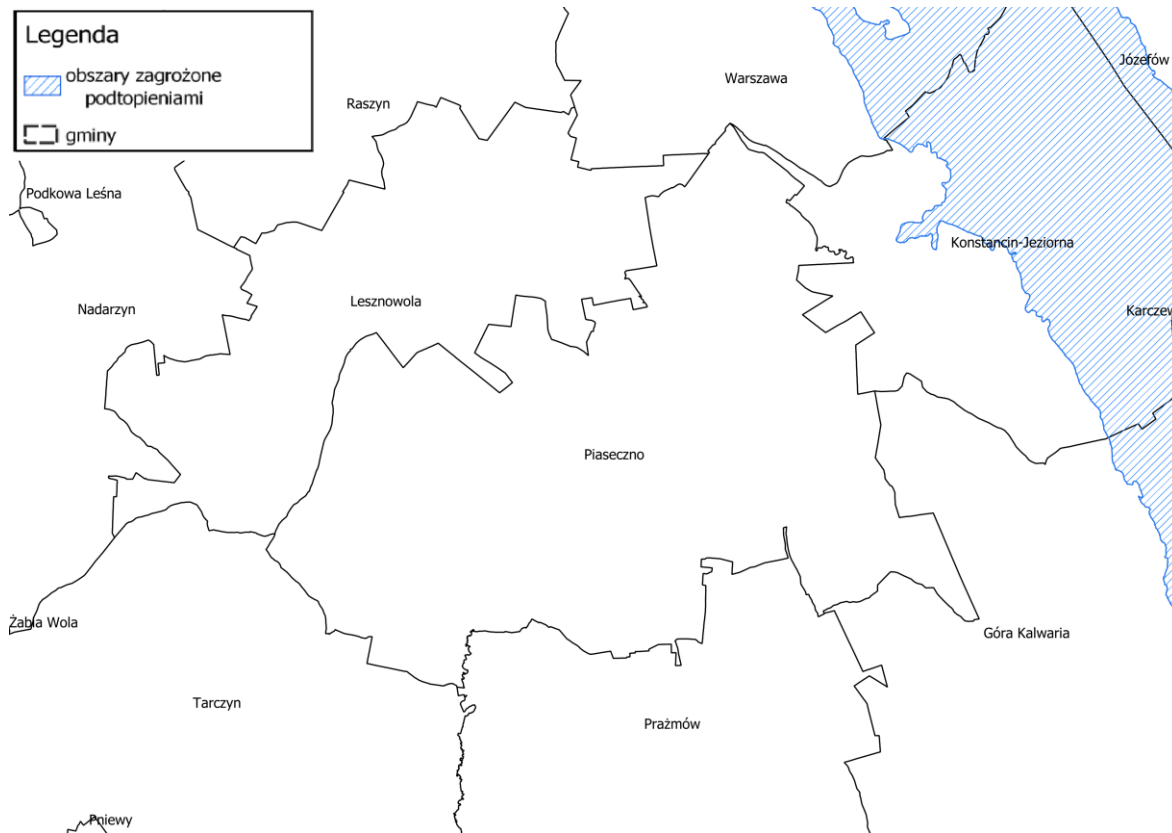 Legenda
obszary zagrożone
podtopieniami
gminy
Warszawa
Józefów
Raszyn
Podkowa Leśna
Konstancin-Jeziorna
Nadarzyn
Lesznowola
Karczew
Piaseczno
Żabia Wola
Góra Kalwaria
Tarczyn
Prażmów
Pniewy